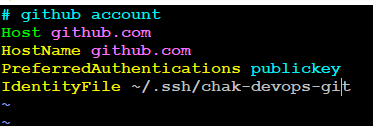 # github account
Host github.com
HostName github.com
PreferredAuthentications publickey
IdentityFile ~/.ssh/chak-devops-git
~
~